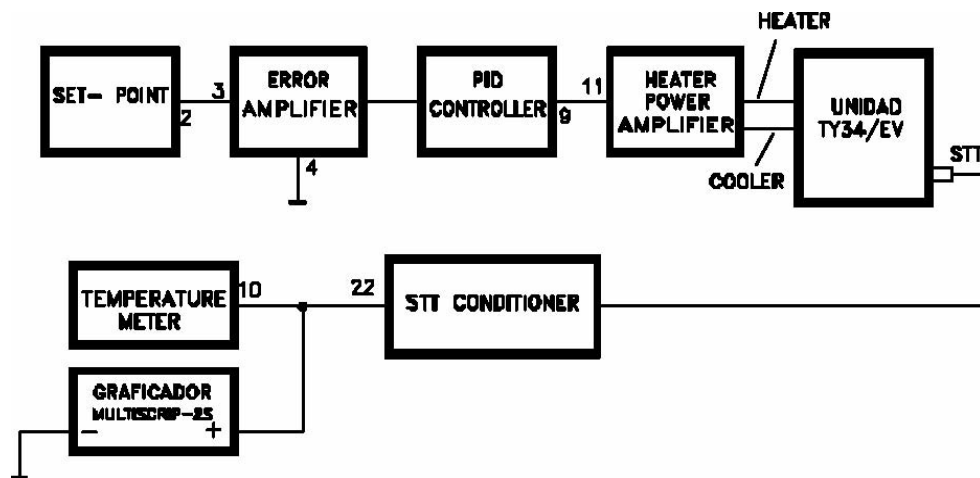 HEATER
SET- POINT
2
3
ERROR
AMPLIFIER
4
PID
CONTROLLER
9
11
HEATER
POWER
AMPLIFIER
COOLER
UNIDAD
TY34/EV
STT
TEMPERATURE
METER
10
22
STT CONDITIONER
GRAFICADOR
MULTISCRIP-2S
- +